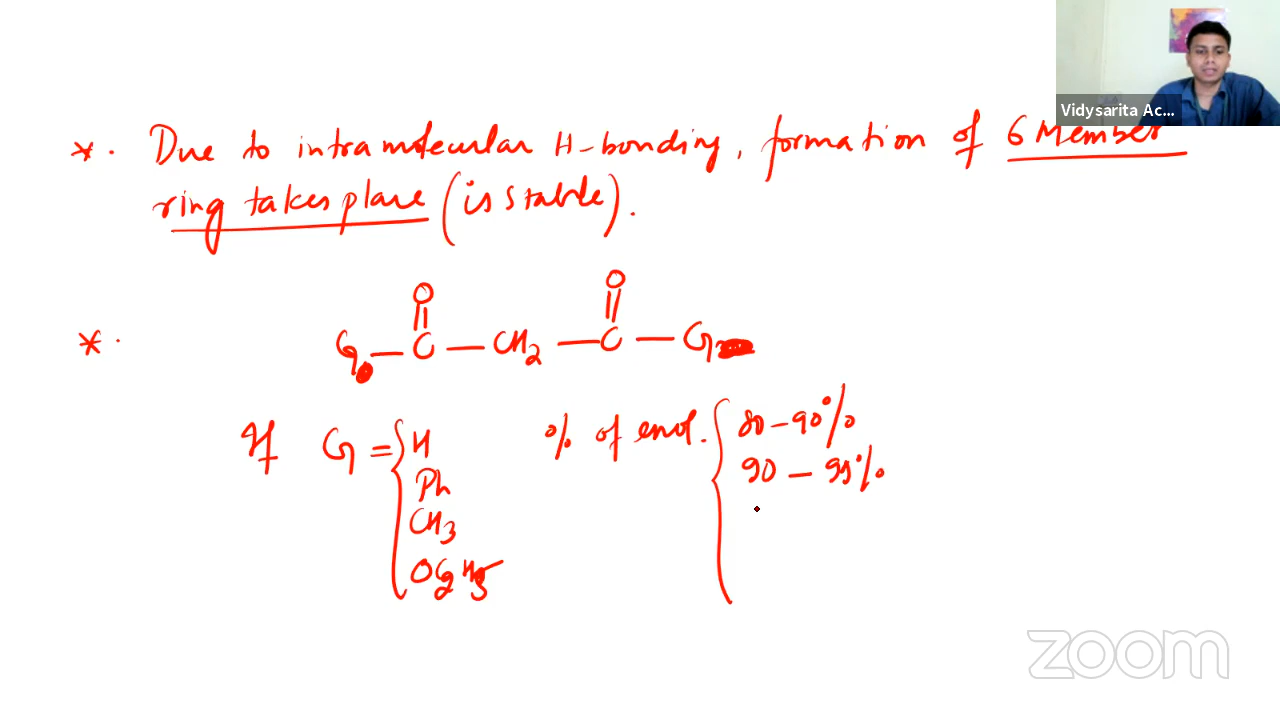 Vidysarita Ac...
*. Due to intramolecular H-bonding, formation of 6 Member
ring takes plane (is stable).
O O
*. G — C — CH2 — C — G
If G = { H % of enol. { 80 - 90%
Ph 90 - 99%
CH3
OC2H5
zoom